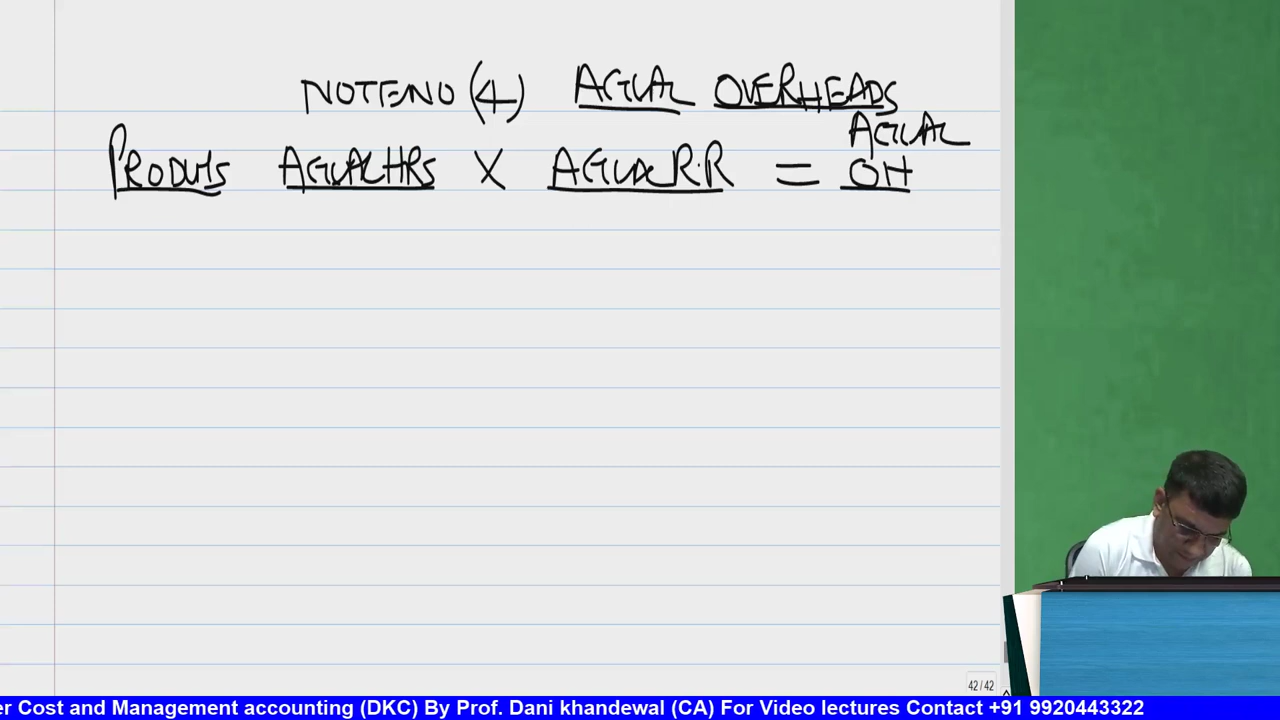 NOTE NO (4) ACTUAL OVERHEADS
PRODUTS ACTUAL HRS X ACTUAL R.R = ACTUAL OH
42/42
er Cost and Management accounting (DKC) By Prof. Dani khandewal (CA) For Video lectures Contact +91 9920443322